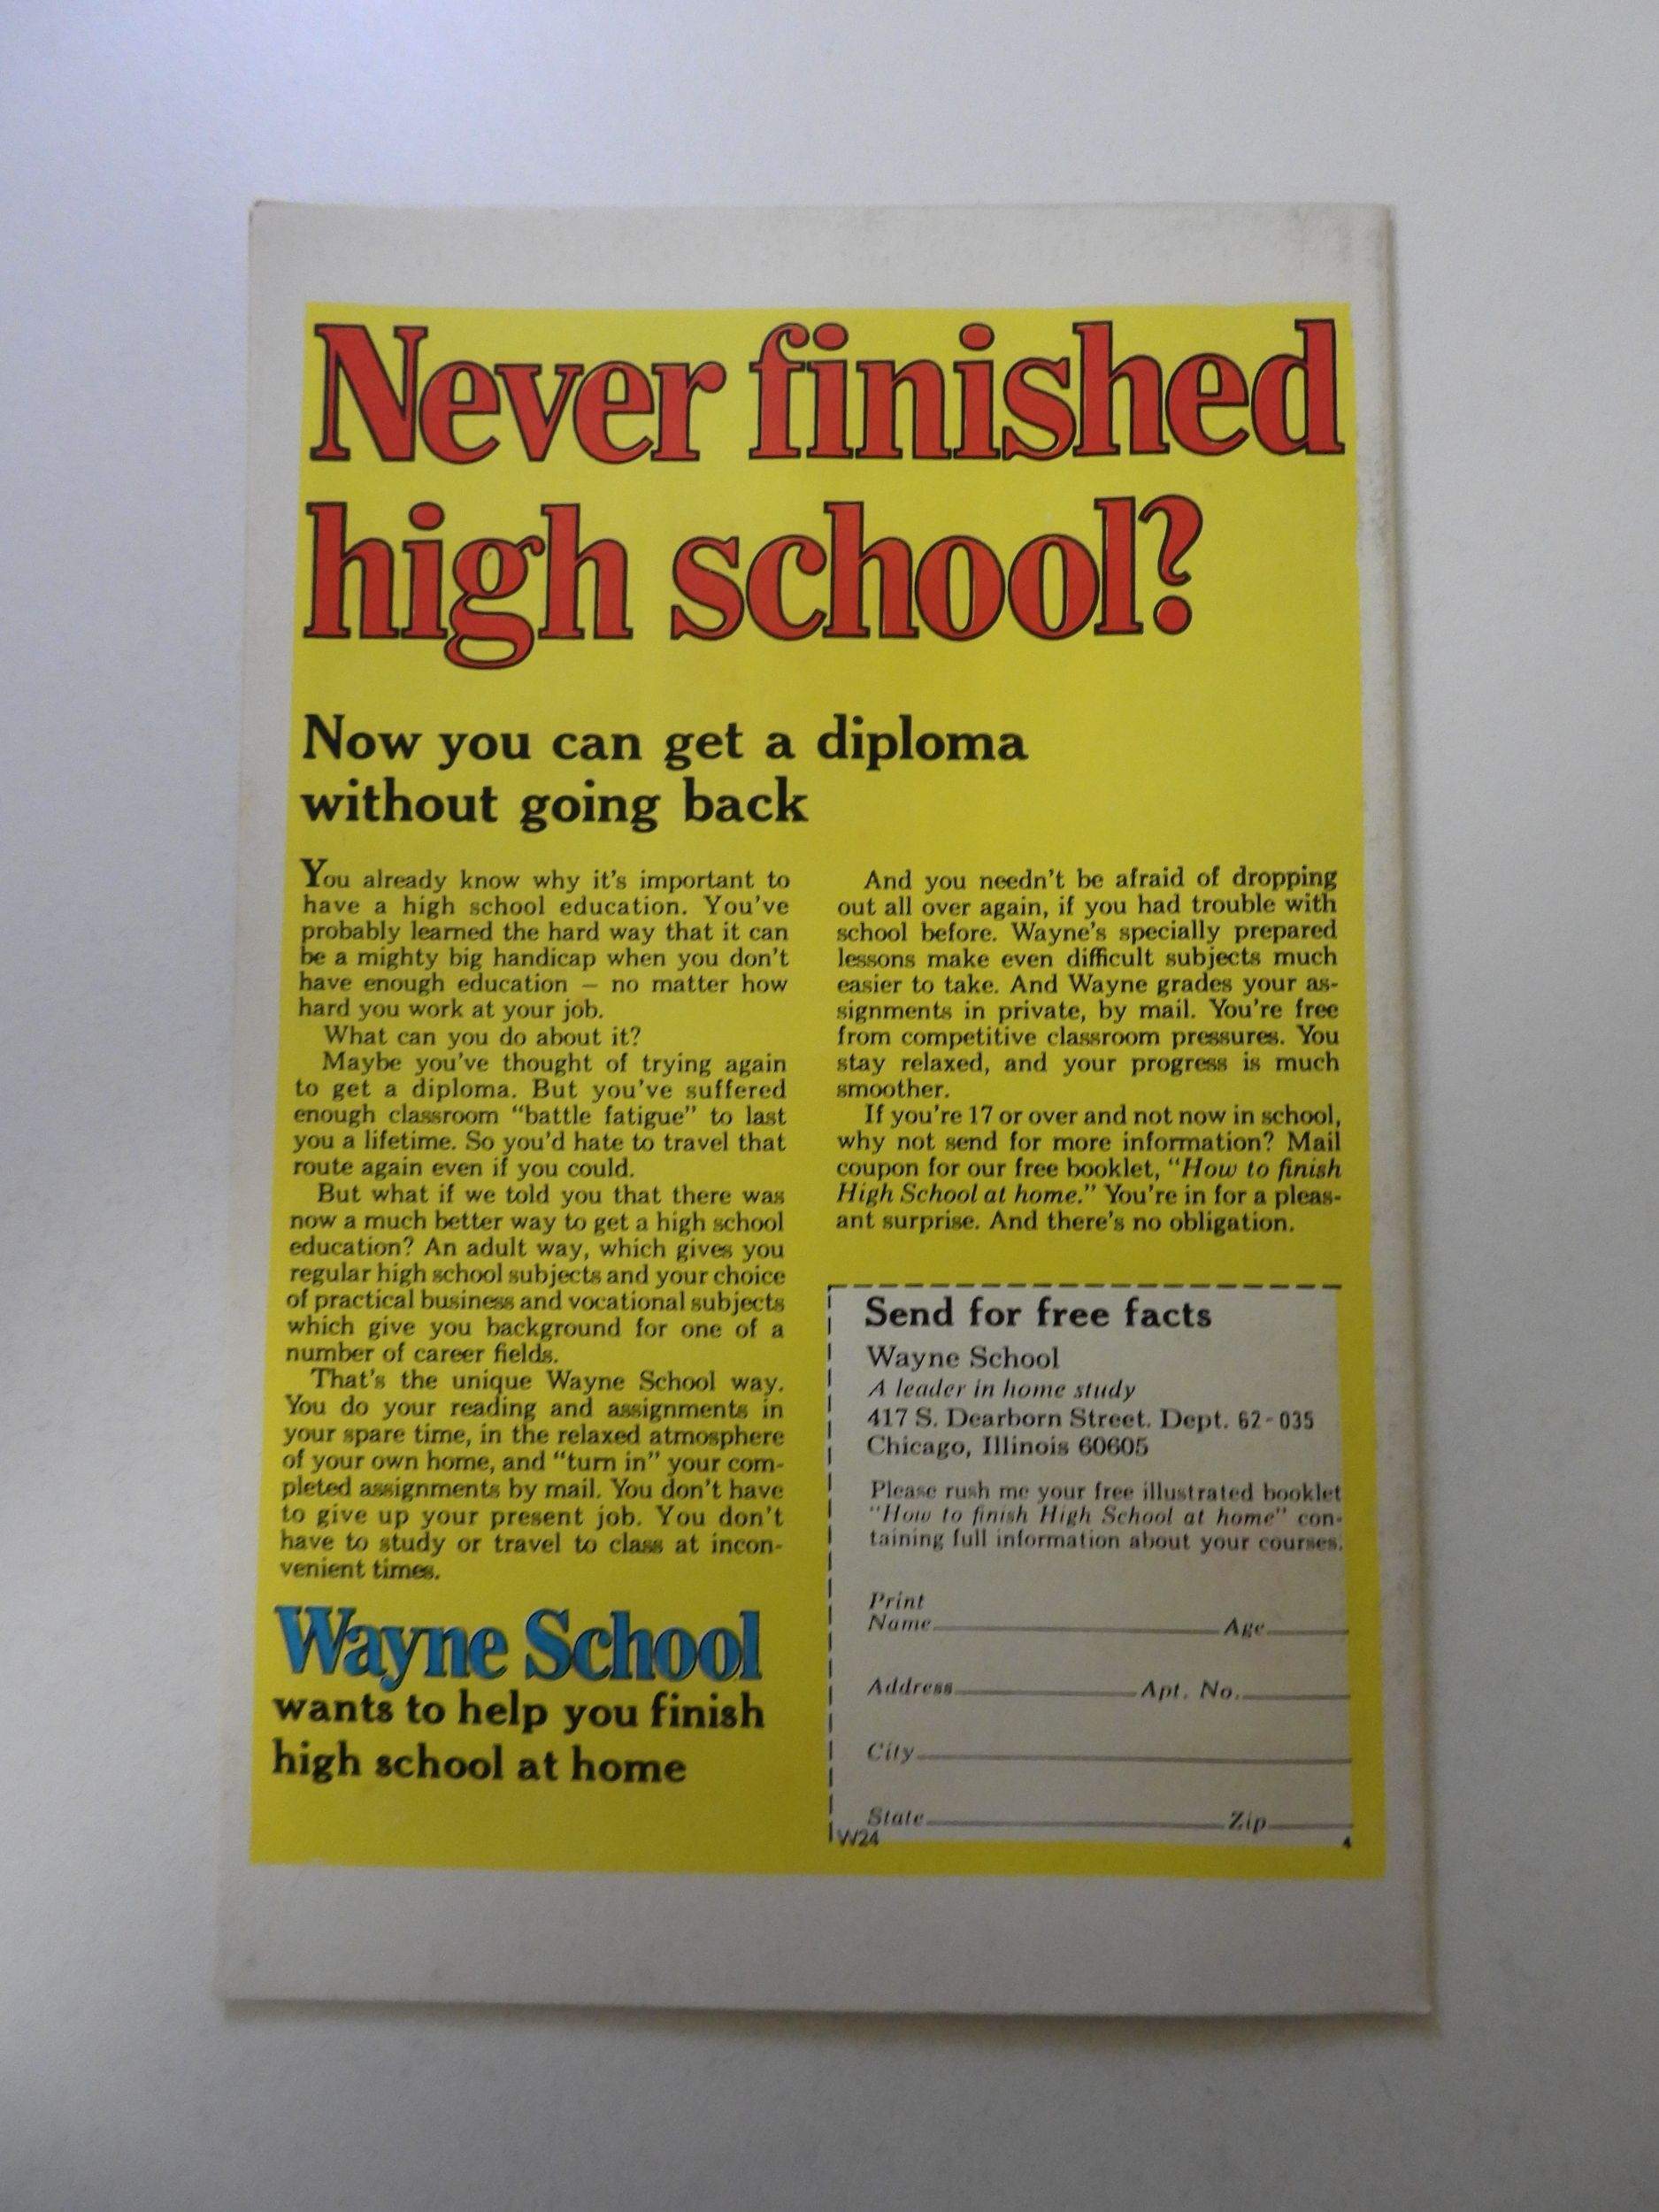 Never finished
high school?
Now you can get a diploma
without going back
You already know why it's important to
have a high school education. You've
probably learned the hard way that it can
be a mighty big handicap when you don't
have enough education – no matter how
hard you work at your job.
What can you do about it?
Maybe you've thought of trying again
to get a diploma. But you've suffered
enough classroom "battle fatigue" to last
you a lifetime. So you'd hate to travel that
route again even if you could.
But what if we told you that there was
now a much better way to get a high school
education? An adult way, which gives you
regular high school subjects and your choice
of practical business and vocational subjects
which give you background for one of a
number of career fields.
That's the unique Wayne School way.
You do your reading and assignments in
your spare time, in the relaxed atmosphere
of your own home, and "turn in" your com-
pleted assignments by mail. You don't have
to give up your present job. You don't
have to study or travel to class at incon-
venient times.
Wayne School
wants to help you finish
high school at home
And you needn't be afraid of dropping
out all over again, if you had trouble with
school before. Wayne's specially prepared
lessons make even difficult subjects much
easier to take. And Wayne grades your as-
signments in private, by mail. You're free
from competitive classroom pressures. You
stay relaxed, and your progress is much
smoother.
If you're 17 or over and not now in school,
why not send for more information? Mail
coupon for our free booklet, "How to finish
High School at home." You're in for a pleas-
ant surprise. And there's no obligation.
Send for free facts
Wayne School
A leader in home study
417 S. Dearborn Street. Dept. 62-035
Chicago, Illinois 60605
Please rush me your free illustrated booklet
"How to finish High School at home" con-
taining full information about your courses.
Print
Name Age
Address Apt. No.
City
State Zip
W24 4